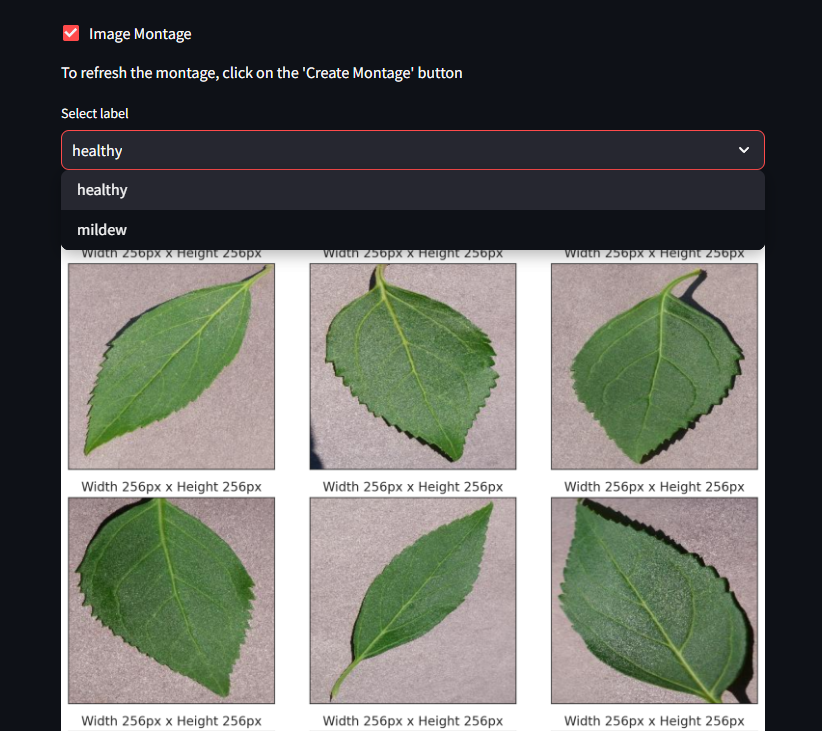 Image Montage
To refresh the montage, click on the 'Create Montage' button
Select label
healthy
healthy
mildew
Width 256px x Height 256px Width 256px x Height 256px Width 256px x Height 256px
Width 256px x Height 256px Width 256px x Height 256px Width 256px x Height 256px
Width 256px x Height 256px Width 256px x Height 256px Width 256px x Height 256px